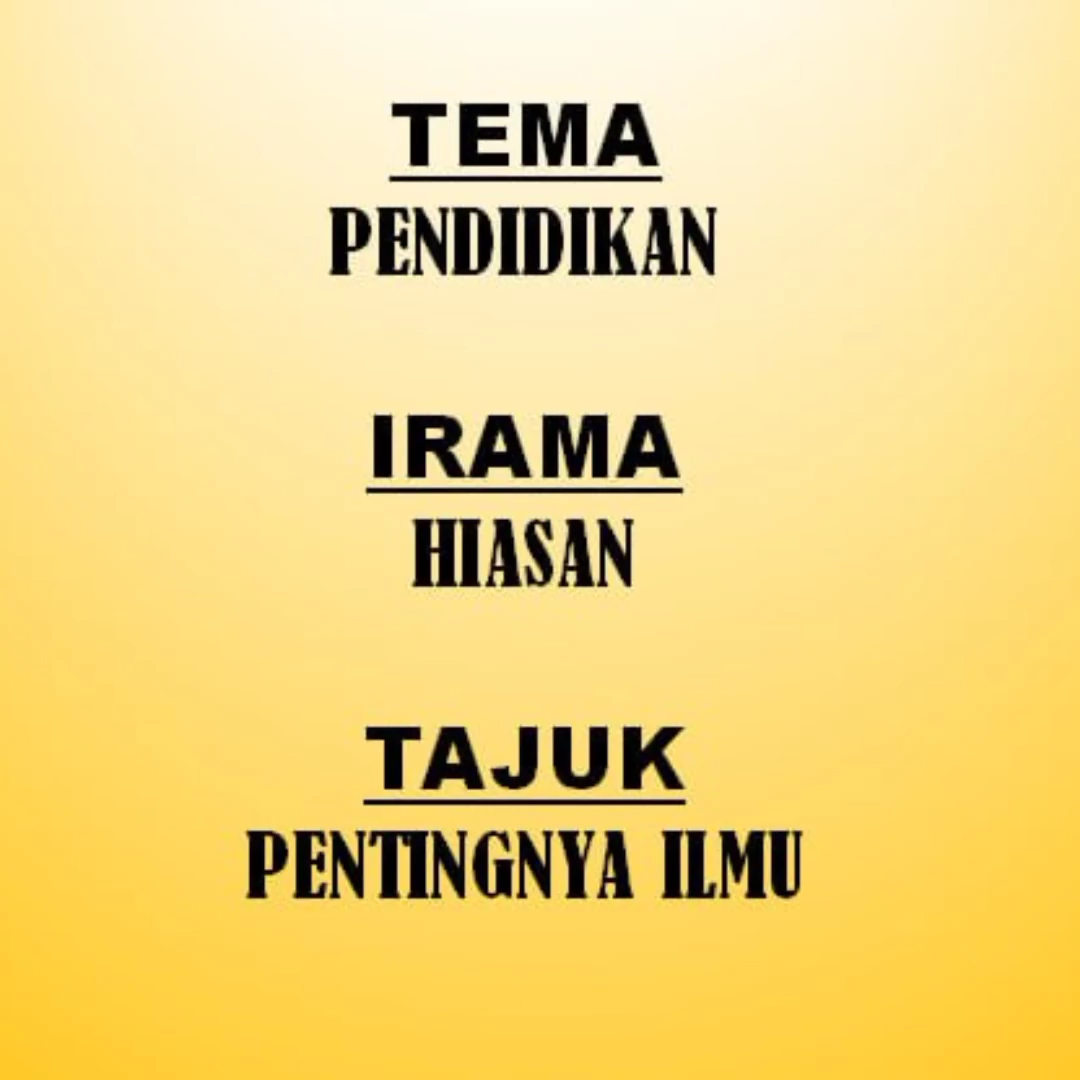 TEMA
PENDIDIKAN
IRAMA
HIASAN
TAJUK
PENTINGNYA ILMU